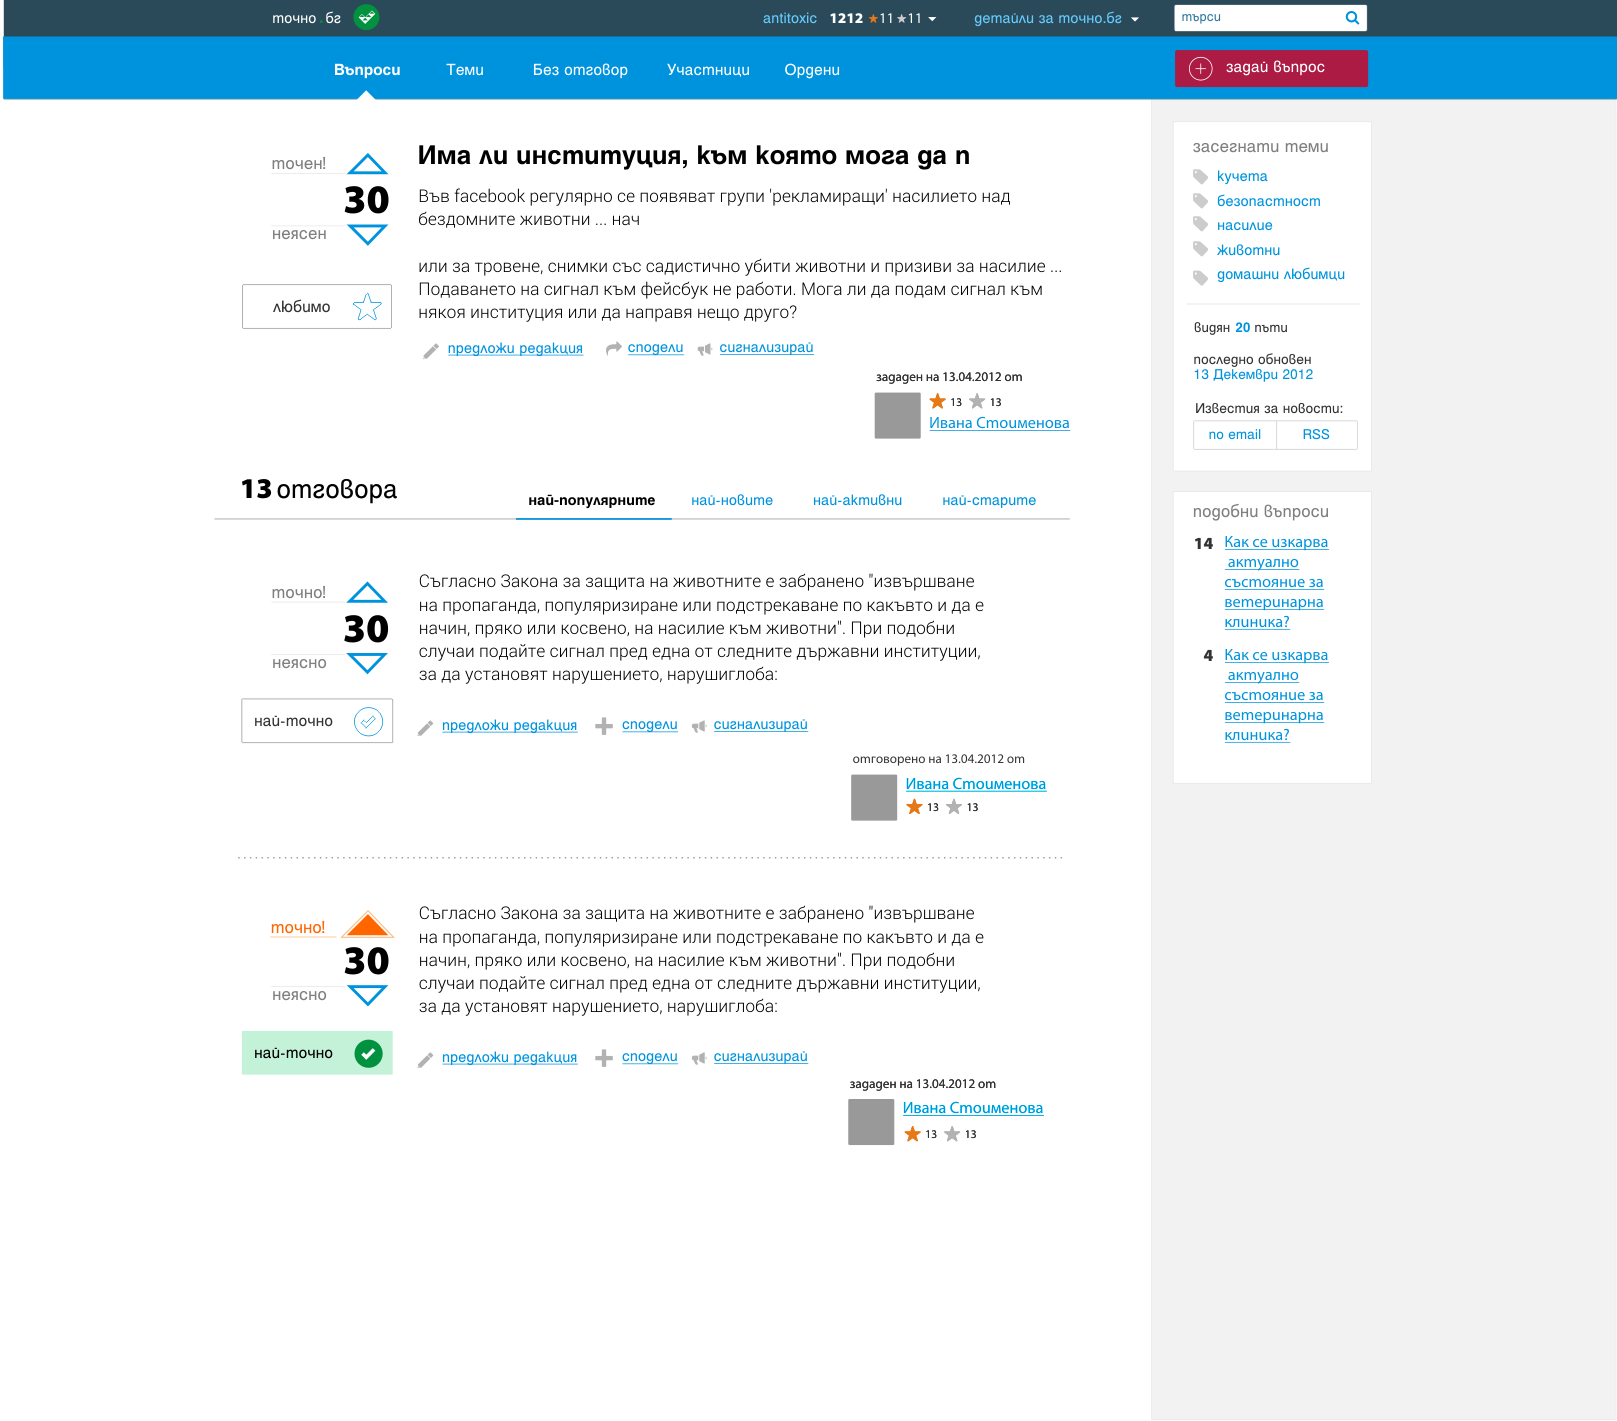 точно.бг
antitoxic 1212 ★11 ★11
детайли за точно.бг
търси
Въпроси Теми Без отговор Участници Ордени
задай въпрос
точен!
30
неясен
любимо
Има ли институция, към която мога да п
Във facebook регулярно се появяват групи 'рекламиращи' насилието над
бездомните животни ... нач
или за тровене, снимки със садистично убити животни и призиви за насилие ...
Подаването на сигнал към фейсбук не работи. Мога ли да подам сигнал към
някоя институция или да направя нещо друго?
предложи редакция сподели сигнализирай
зададен на 13.04.2012 от
13 13
Ивана Стоименова
13 отговора
най-популярните най-новите най-активни най-старите
точно!
30
неясно
най-точно
Съгласно Закона за защита на животните е забранено "извършване
на пропаганда, популяризиране или подстрекаване по какъвто и да е
начин, пряко или косвено, на насилие към животни". При подобни
случаи подайте сигнал пред една от следните държавни институции,
за да установят нарушението, нарушиглоба:
предложи редакция сподели сигнализирай
отговорено на 13.04.2012 от
Ивана Стоименова
13 13
точно!
30
неясно
най-точно
Съгласно Закона за защита на животните е забранено "извършване
на пропаганда, популяризиране или подстрекаване по какъвто и да е
начин, пряко или косвено, на насилие към животни". При подобни
случаи подайте сигнал пред една от следните държавни институции,
за да установят нарушението, нарушиглоба:
предложи редакция сподели сигнализирай
зададен на 13.04.2012 от
Ивана Стоименова
13 13
засегнати теми
кучета
безопастност
насилие
животни
домашни любимци
видян 20 пъти
последно обновен
13 Декември 2012
Известия за новости:
по email RSS
подобни въпроси
14 Как се изкарва
актуално
състояние за
ветеринарна
клиника?
4 Как се изкарва
актуално
състояние за
ветеринарна
клиника?